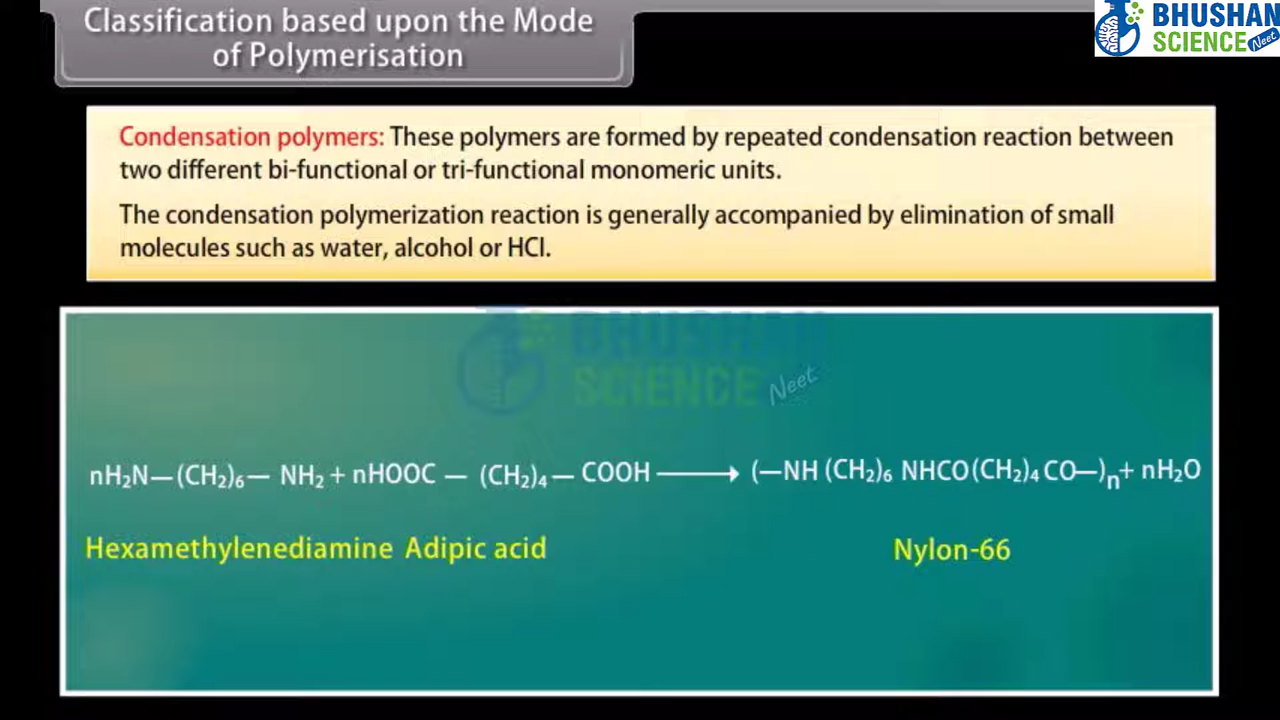 Classification based upon the Mode
of Polymerisation
BHUSHAN
SCIENCE Neet
Condensation polymers: These polymers are formed by repeated condensation reaction between
two different bi-functional or tri-functional monomeric units.
The condensation polymerization reaction is generally accompanied by elimination of small
molecules such as water, alcohol or HCl.
BHUSHAN
SCIENCE Neet
nH₂N—(CH₂)₆— NH₂ + nHOOC — (CH₂)₄ — COOH ⟶ (—NH (CH₂)₆ NHCO(CH₂)₄ CO—)ₙ+ nH₂O
Hexamethylenediamine Adipic acid Nylon-66